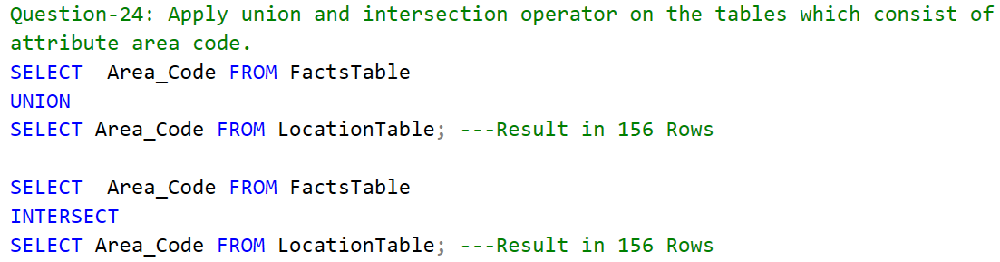 Question-24: Apply union and intersection operator on the tables which consist of
attribute area code.
SELECT  Area_Code FROM FactsTable
UNION
SELECT Area_Code FROM LocationTable; ---Result in 156 Rows

SELECT  Area_Code FROM FactsTable
INTERSECT
SELECT Area_Code FROM LocationTable; ---Result in 156 Rows